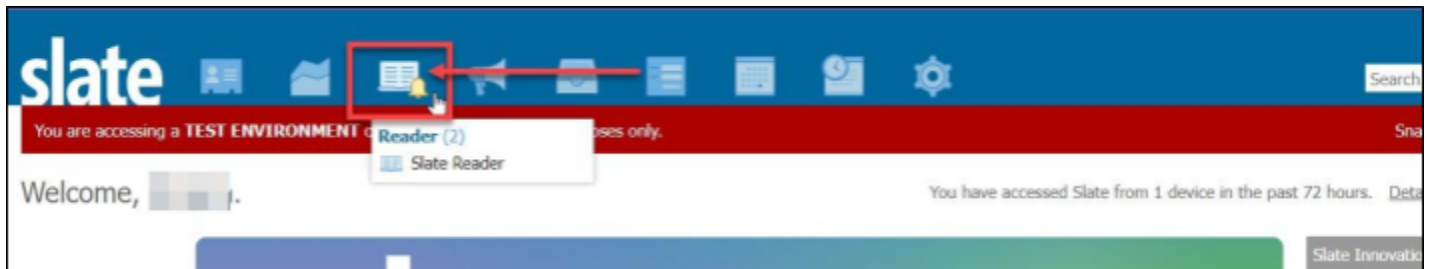 slate
Search
You are accessing a TEST ENVIRONMENT oses only.
Sna
Reader (2)
Slate Reader
Welcome,
You have accessed Slate from 1 device in the past 72 hours. Deta
Slate Innovatio